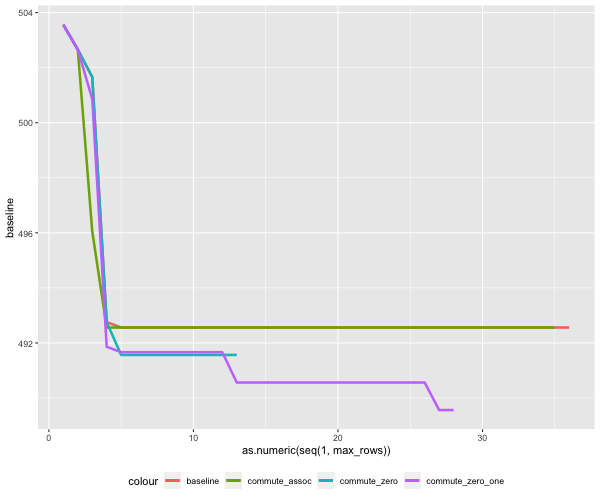 504
500
496
492
baseline
0 10 20 30
as.numeric(seq(1, max_rows))
colour baseline commute_assoc commute_zero commute_zero_one